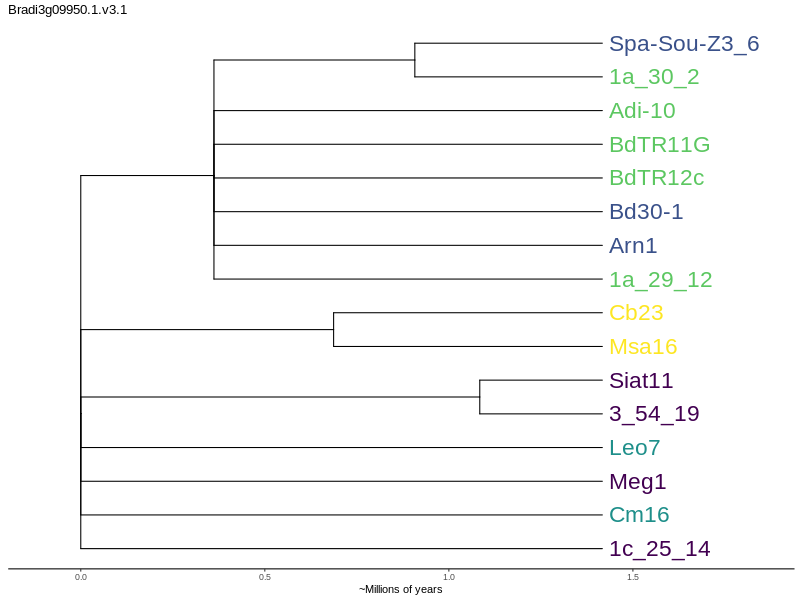 Bradi3g09950.1.v3.1
Spa-Sou-Z3_6
1a_30_2
Adi-10
BdTR11G
BdTR12c
Bd30-1
Arn1
1a_29_12
Cb23
Msa16
Siat11
3_54_19
Leo7
Meg1
Cm16
1c_25_14
0.0 0.5 1.0 1.5
~Millions of years